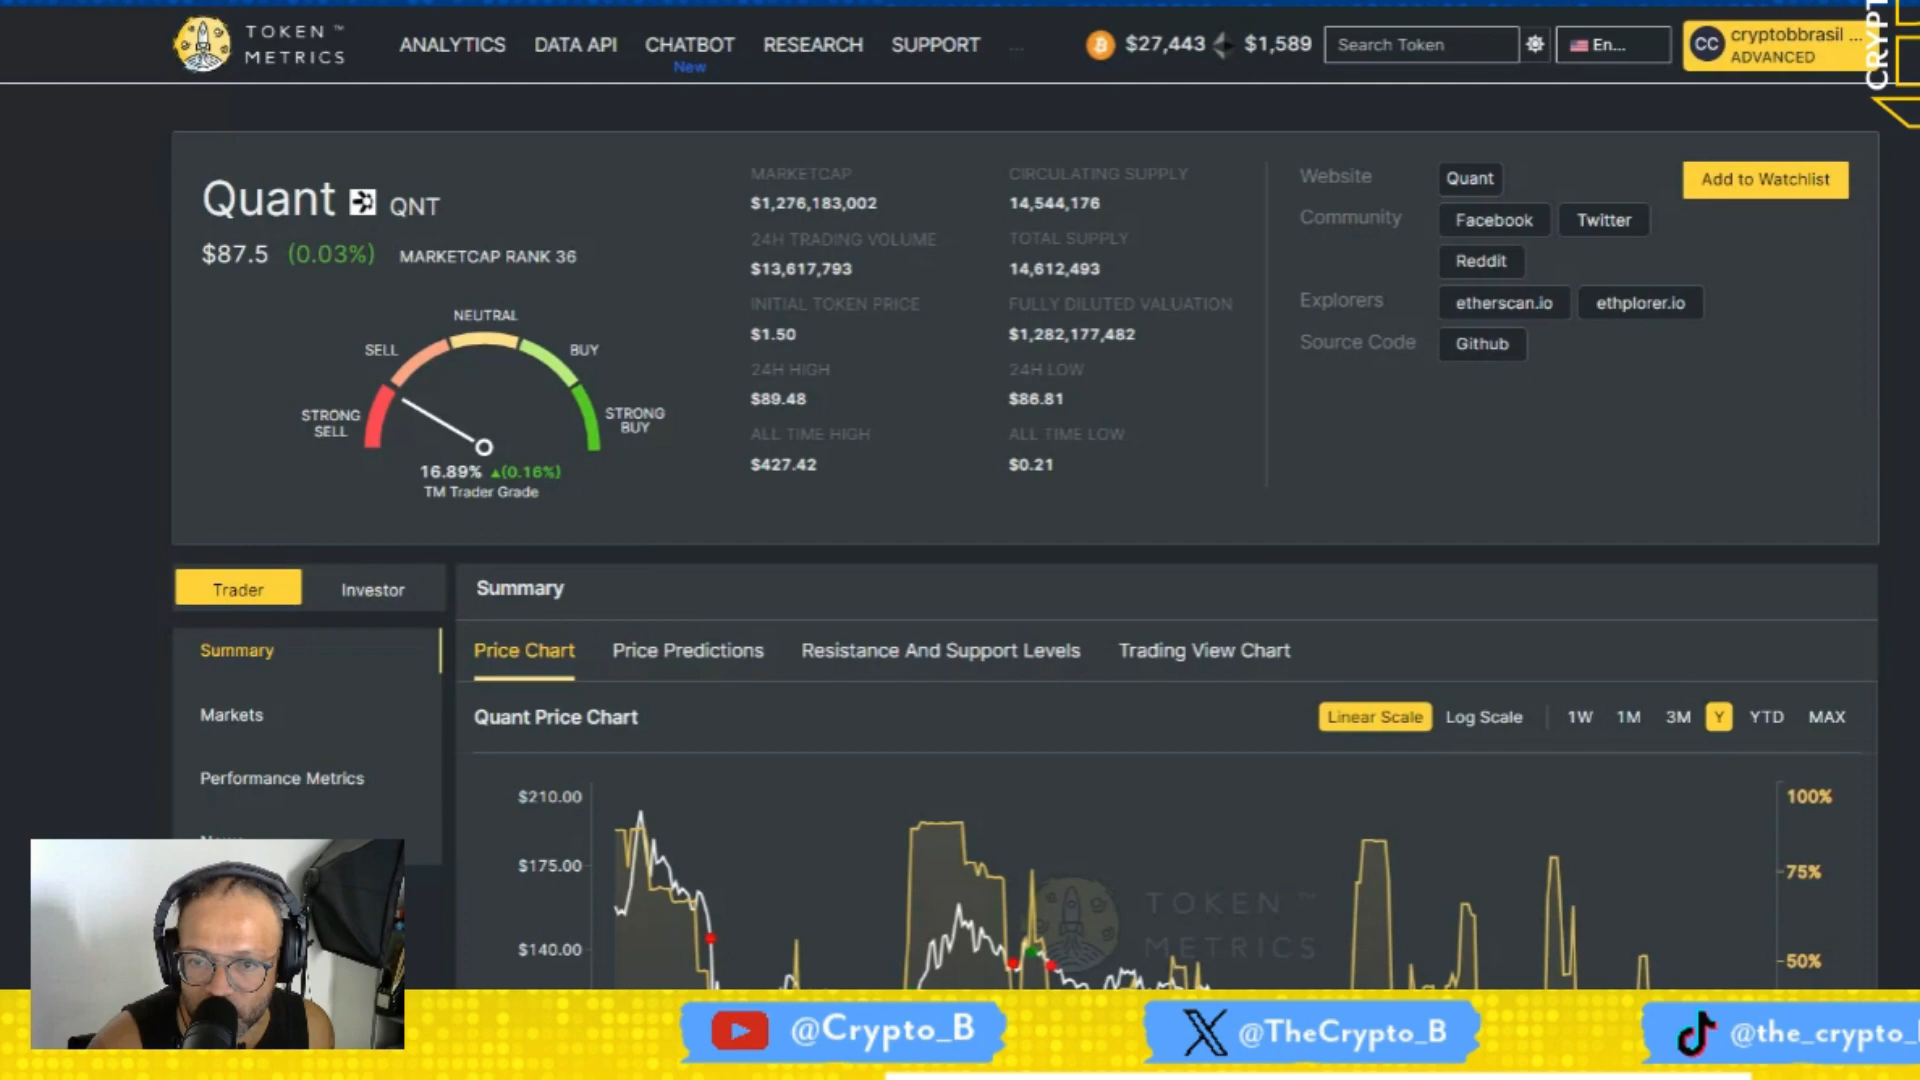 TOKEN ™
METRICS
ANALYTICS
DATA API
CHATBOT
New
RESEARCH
SUPPORT
...
$27,443
$1,589
Search Token
En...
CC
cryptobbrasil ...
ADVANCED
CRYPT
Quant QNT
$87.5 (0.03%) MARKETCAP RANK 36
NEUTRAL
SELL
BUY
STRONG
SELL
STRONG
BUY
16.89% ▲(0.16%)
TM Trader Grade
MARKETCAP
$1,276,183,002
24H TRADING VOLUME
$13,617,793
INITIAL TOKEN PRICE
$1.50
24H HIGH
$89.48
ALL TIME HIGH
$427.42
CIRCULATING SUPPLY
14,544,176
TOTAL SUPPLY
14,612,493
FULLY DILUTED VALUATION
$1,282,177,482
24H LOW
$86.81
ALL TIME LOW
$0.21
Website Quant
Community Facebook Twitter
Reddit
Explorers etherscan.io ethplorer.io
Source Code Github
Add to Watchlist
Trader
Investor
Summary
Markets
Performance Metrics
Summary
Price Chart
Price Predictions
Resistance And Support Levels
Trading View Chart
Quant Price Chart
Linear Scale
Log Scale
1W
1M
3M
Y
YTD
MAX
$210.00
$175.00
$140.00
100%
75%
50%
TOKEN ™
METRICS
@Crypto_B
@TheCrypto_B
@the_crypto_